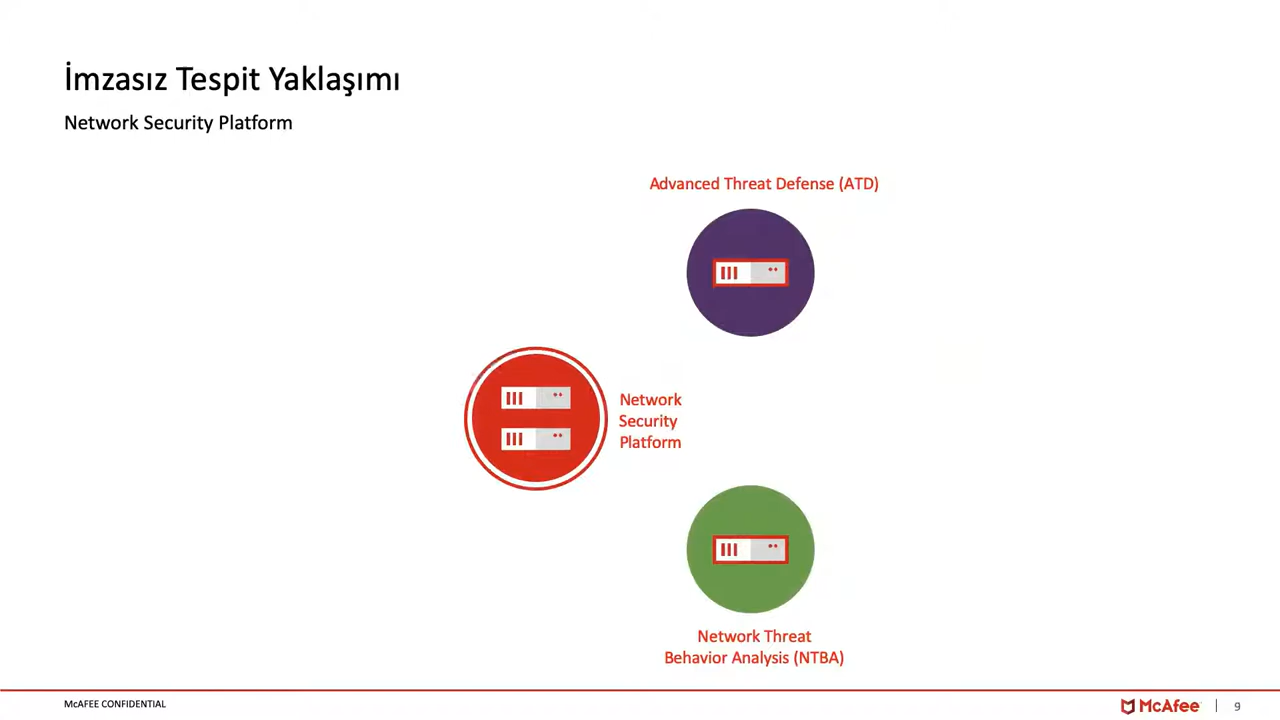 İmzasız Tespit Yaklaşımı
Network Security Platform
Advanced Threat Defense (ATD)
Network
Security
Platform
Network Threat
Behavior Analysis (NTBA)
McAFEE CONFIDENTIAL
McAfee
9